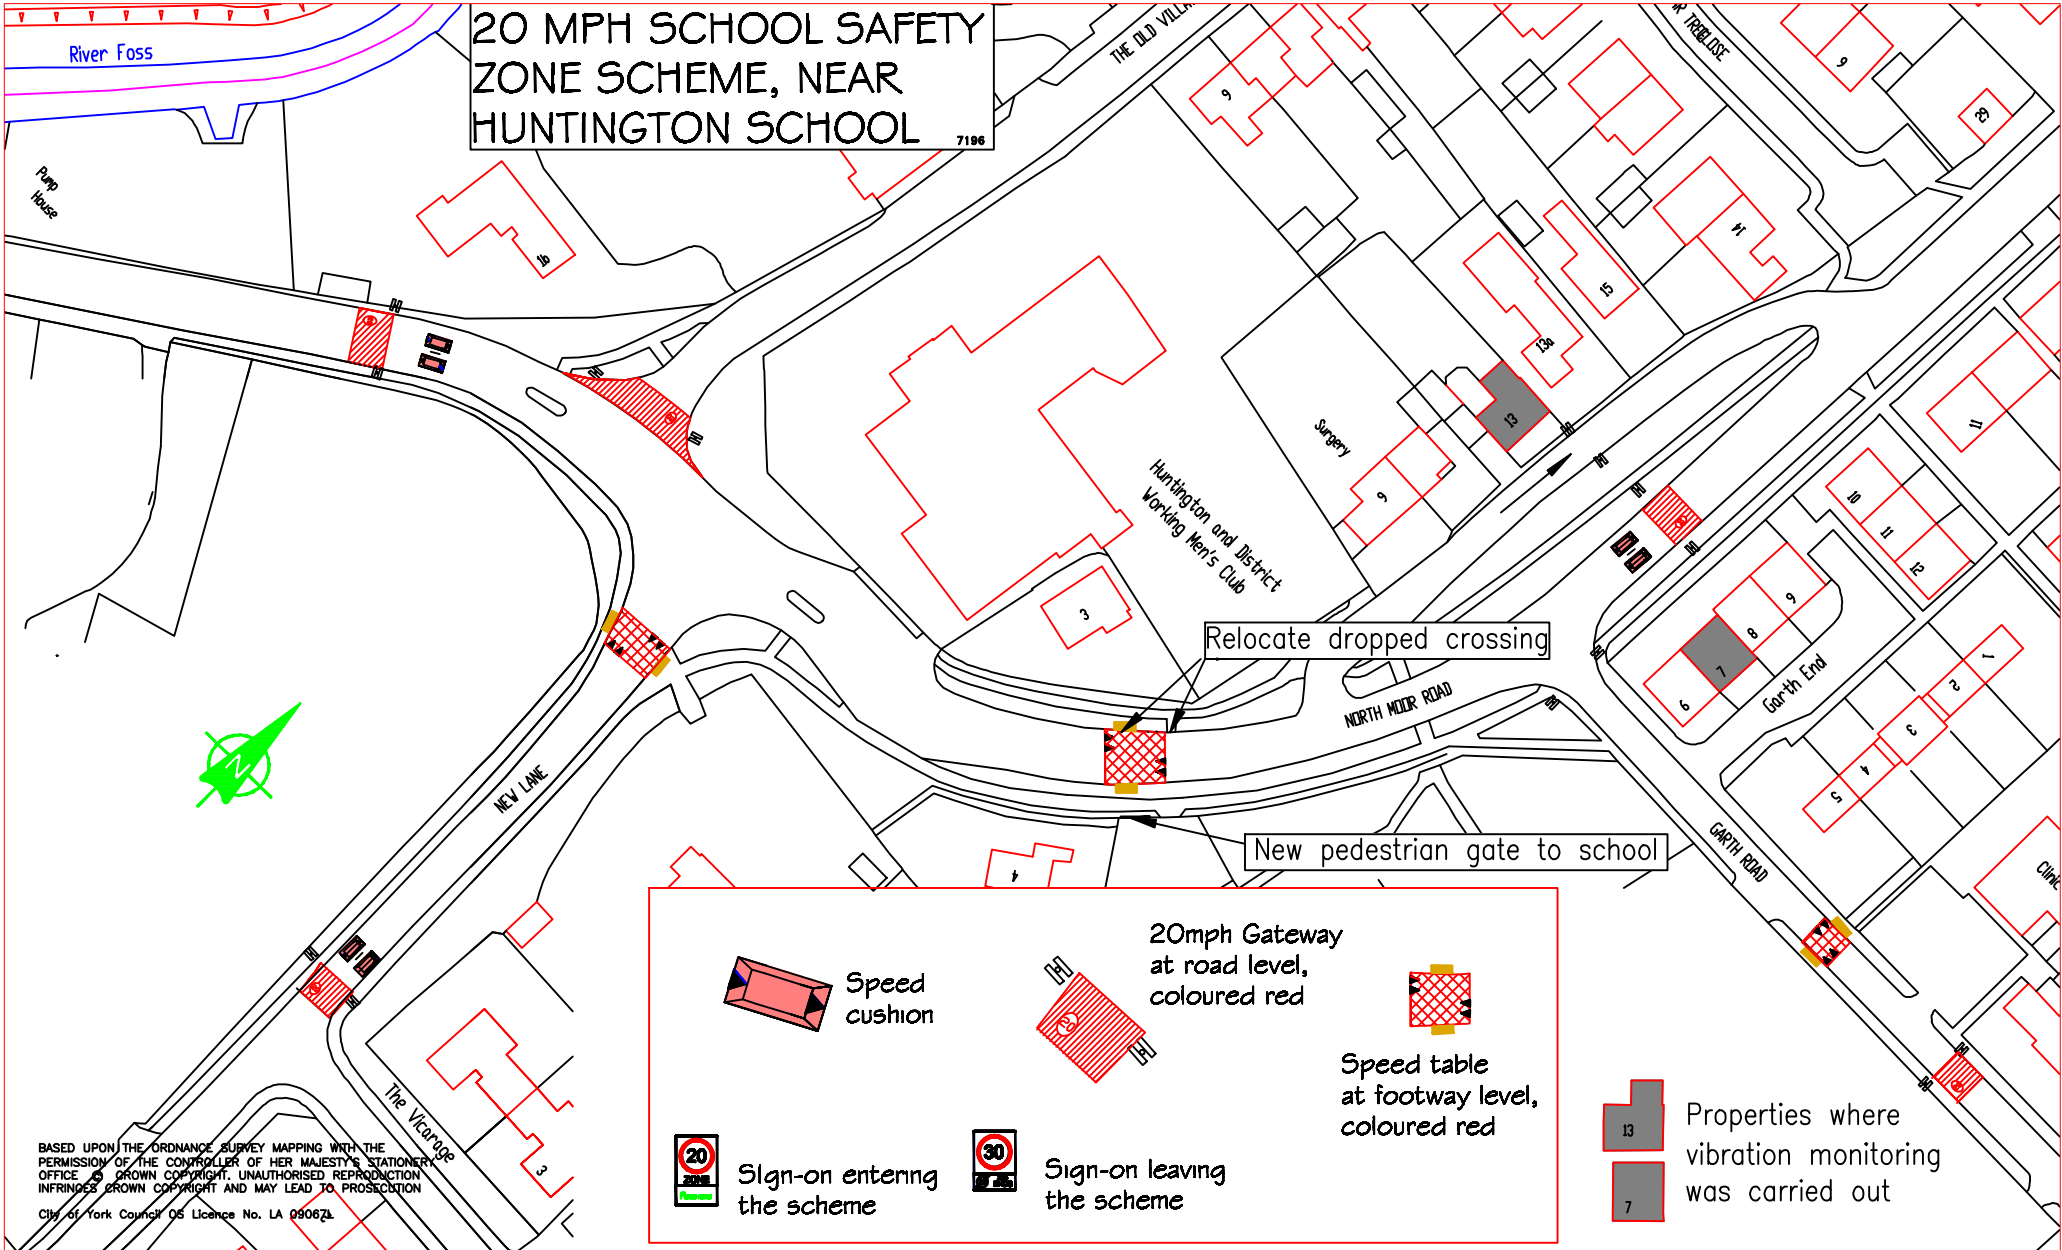 20 MPH SCHOOL SAFETY
ZONE SCHEME, NEAR
HUNTINGTON SCHOOL
7196
River Foss
Pump
House
1b
THE OLD
9
9
29
14
15
13a
13
Surgery
9
Huntington and District
Working Men's Club
3
11
10
11
12
9
8
7
6
Garth End
1
2
3
4
5
Relocate dropped crossing
NORTH MOOR ROAD
NEW LANE
New pedestrian gate to school
GARTH ROAD
Clinic
4
N
The Vicarage
3
Speed
cushion
20mph Gateway
at road level,
coloured red
20
Speed table
at footway level,
coloured red
20
ZONE
SIgn-on entering
the scheme
30
Sign-on leaving
the scheme
13
7
Properties where
vibration monitoring
was carried out
BASED UPON THE ORDNANCE SURVEY MAPPING WITH THE
PERMISSION OF THE CONTROLLER OF HER MAJESTY'S STATIONERY
OFFICE © CROWN COPYRIGHT. UNAUTHORISED REPRODUCTION
INFRINGES CROWN COPYRIGHT AND MAY LEAD TO PROSECUTION
City of York Council OS Licence No. LA 09067L